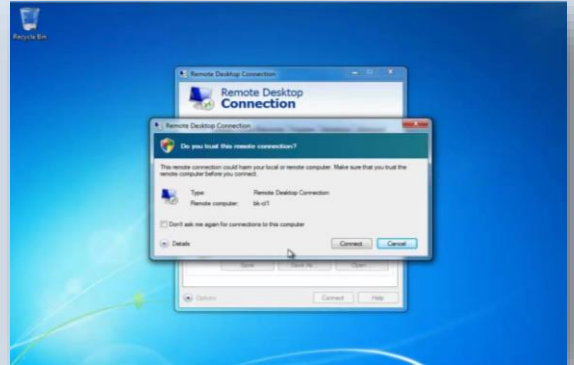 Recycle Bin
Remote Desktop Connection
Remote Desktop
Connection
Remote Desktop Connection
Do you trust this remote connection?
This remote connection could harm your local or remote computer. Make sure that you trust the
remote computer before you connect.
Type: Remote Desktop Connection
Remote computer: bk-cl1
Don't ask me again for connections to this computer
Details Connect Cancel
Save Save As... Open...
Options Connect Help